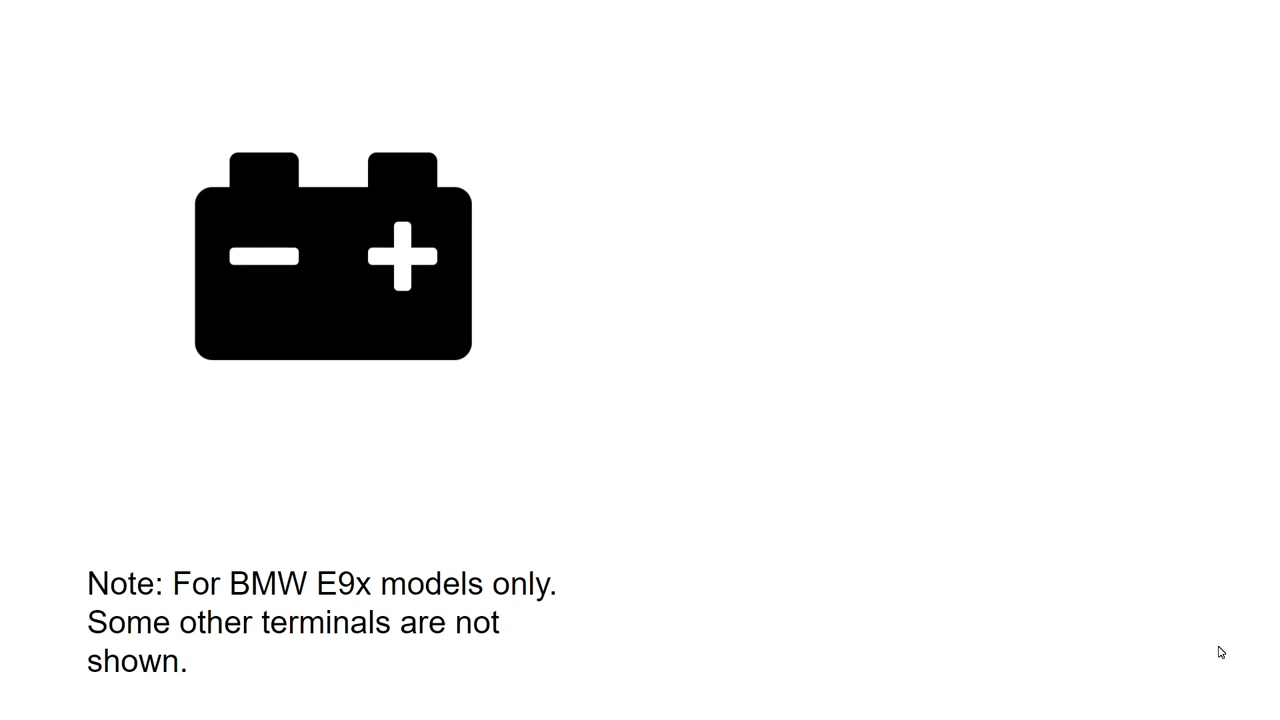 Note: For BMW E9x models only.
Some other terminals are not
shown.